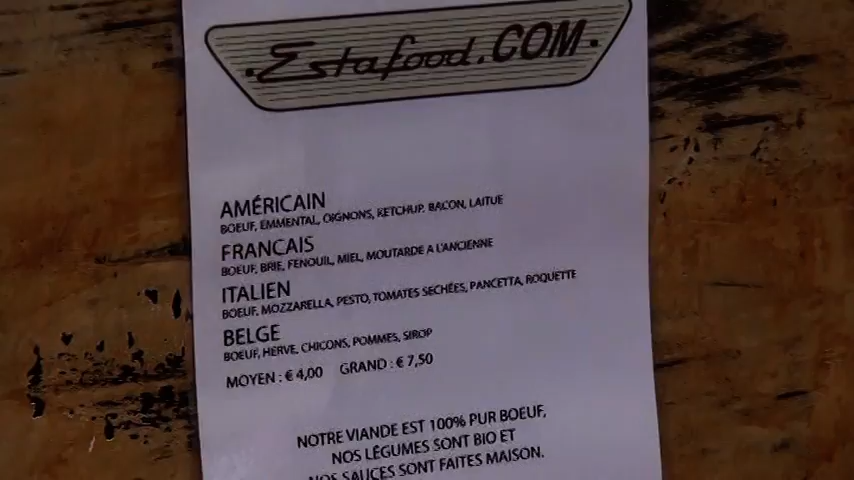 Estafood.COM
AMÉRICAIN
BOEUF, EMMENTAL, OIGNONS, KETCHUP, BACON, LAITUE
FRANCAIS
BOEUF, BRIE, FENOUIL, MIEL, MOUTARDE A L'ANCIENNE
ITALIEN
BOEUF, MOZZARELLA, PESTO, TOMATES SECHÉES, PANCETTA, ROQUETTE
BELGE
BOEUF, HERVE, CHICONS, POMMES, SIROP
MOYEN : € 4,00 GRAND : € 7,50
NOTRE VIANDE EST 100% PUR BOEUF,
NOS LÉGUMES SONT BIO ET
NOS SAUCES SONT FAITES MAISON.